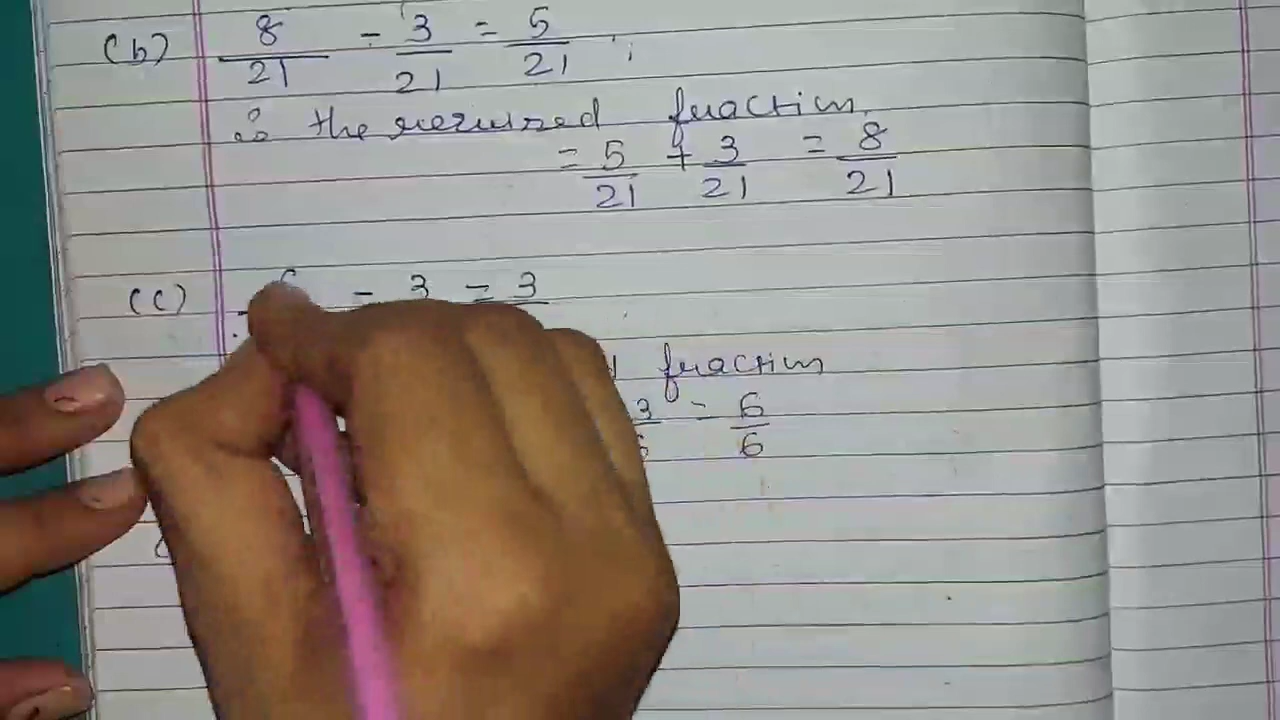 (b) 8/21 - 3/21 = 5/21
∴ the required fraction
= 5/21 + 3/21 = 8/21
(c) 6 - 3 = 3
fraction
3 = 6/6